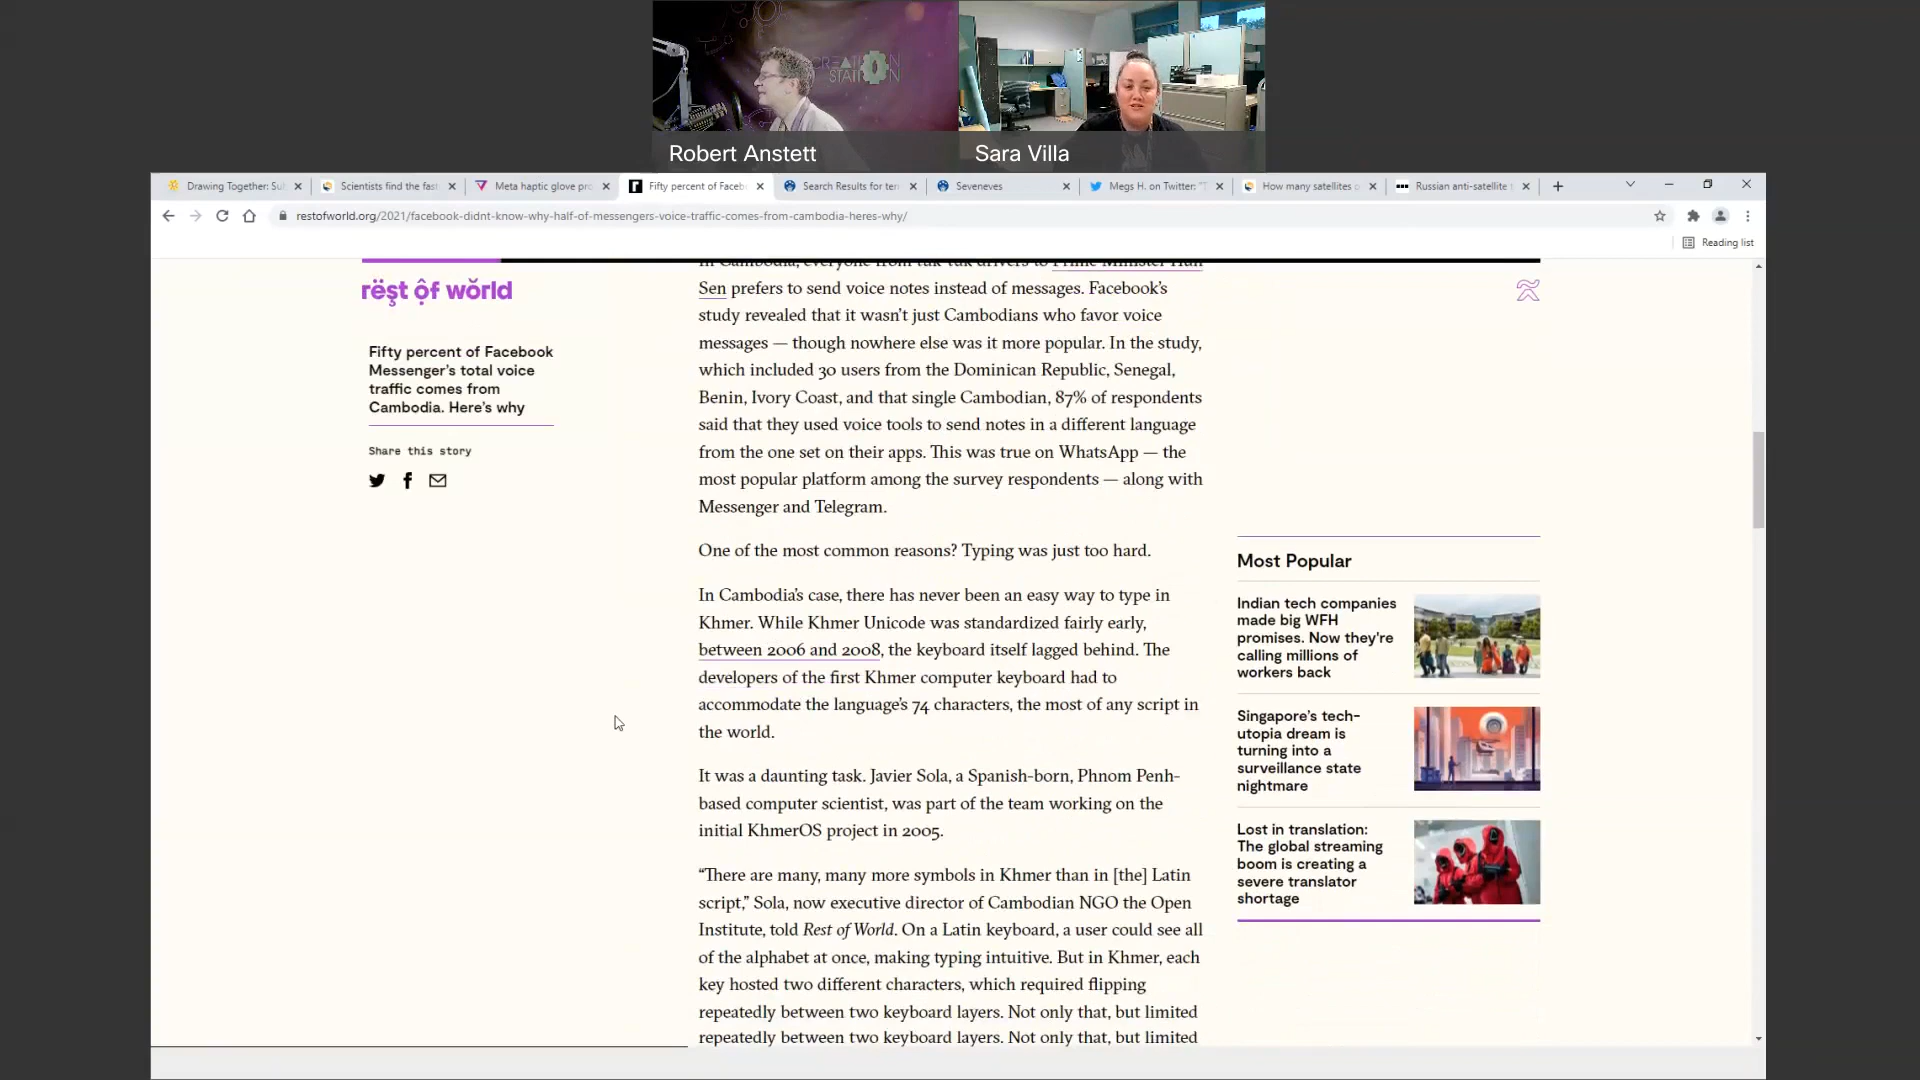 CREATION
STATION
Robert Anstett
Sara Villa
Drawing Together: Su
Scientists find the fas
Meta haptic glove pro
Fifty percent of Faceb
Search Results for ter
Seveneves
Megs H. on Twitter: "T
How many satellites o
Russian anti-satellite
restofworld.org/2021/facebook-didnt-know-why-half-of-messengers-voice-traffic-comes-from-cambodia-heres-why/
Reading list
rëşt ộf wŏrld
Fifty percent of Facebook
Messenger's total voice
traffic comes from
Cambodia. Here's why
Share this story
In Cambodia, everyone from tuk-tuk drivers to Prime Minister Hun
Sen prefers to send voice notes instead of messages. Facebook's
study revealed that it wasn't just Cambodians who favor voice
messages — though nowhere else was it more popular. In the study,
which included 30 users from the Dominican Republic, Senegal,
Benin, Ivory Coast, and that single Cambodian, 87% of respondents
said that they used voice tools to send notes in a different language
from the one set on their apps. This was true on WhatsApp — the
most popular platform among the survey respondents — along with
Messenger and Telegram.
One of the most common reasons? Typing was just too hard.
In Cambodia's case, there has never been an easy way to type in
Khmer. While Khmer Unicode was standardized fairly early,
between 2006 and 2008, the keyboard itself lagged behind. The
developers of the first Khmer computer keyboard had to
accommodate the language's 74 characters, the most of any script in
the world.
It was a daunting task. Javier Sola, a Spanish-born, Phnom Penh-
based computer scientist, was part of the team working on the
initial KhmerOS project in 2005.
"There are many, many more symbols in Khmer than in [the] Latin
script," Sola, now executive director of Cambodian NGO the Open
Institute, told Rest of World. On a Latin keyboard, a user could see all
of the alphabet at once, making typing intuitive. But in Khmer, each
key hosted two different characters, which required flipping
repeatedly between two keyboard layers. Not only that, but limited
repeatedly between two keyboard layers. Not only that, but limited
Most Popular
Indian tech companies
made big WFH
promises. Now they're
calling millions of
workers back
Singapore's tech-
utopia dream is
turning into a
surveillance state
nightmare
Lost in translation:
The global streaming
boom is creating a
severe translator
shortage